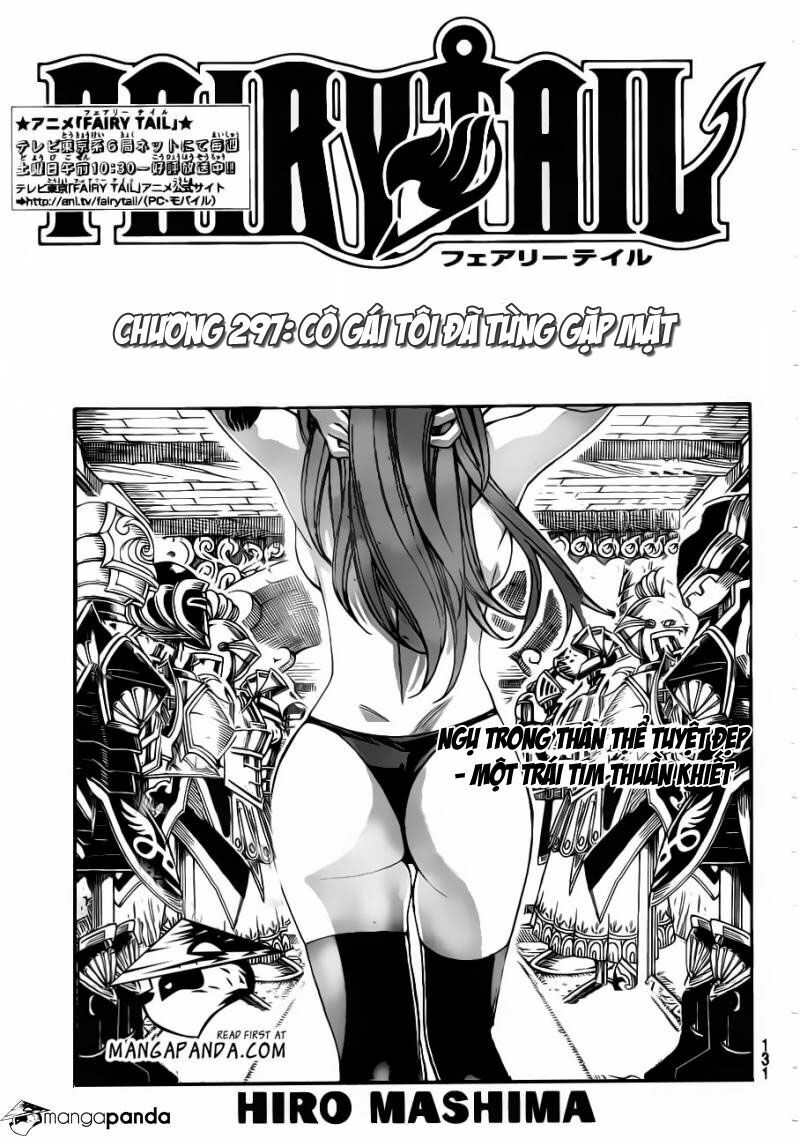 FAIRY TAIL
★アニメ「FAIRY TAIL」★
テレビ東京系6局ネットにて毎週
土曜日午前10:30〜好評放送中!!
テレビ東京「FAIRY TAIL」アニメ公式サイト
➡http://ani.tv/fairytail/(PC・モバイル)
フェアリーテイル
CHƯƠNG 297: CÔ GÁI TÔI ĐÃ TỪNG GẶP MẶT
NGỤ TRONG THÂN THỂ TUYỆT ĐẸP
- MỘT TRÁI TIM THUẦN KHIẾT
READ FIRST AT
MANGAPANDA.COM
131
mangapanda
HIRO MASHIMA